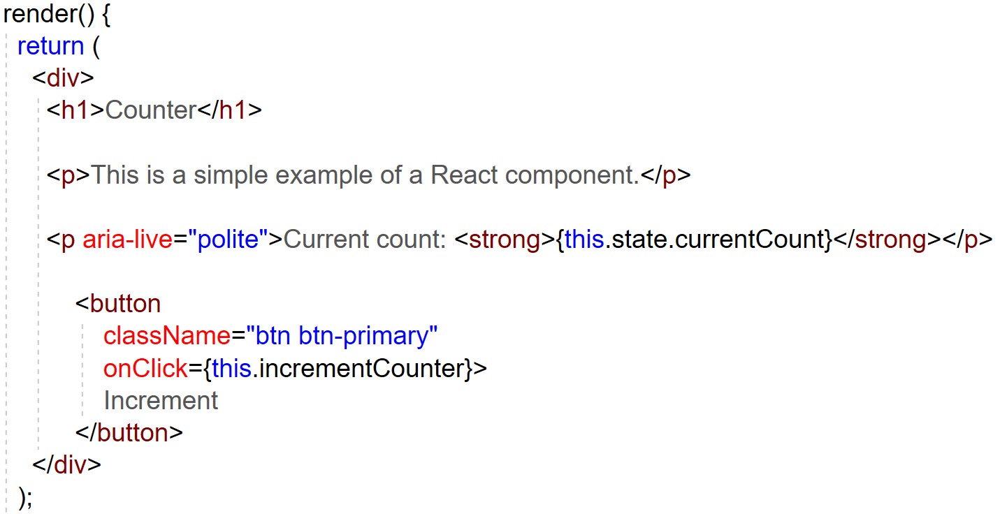 render() {
return (
<div>
<h1>Counter</h1>
<p>This is a simple example of a React component.</p>
<p aria-live="polite">Current count: <strong>{this.state.currentCount}</strong></p>
<button
className="btn btn-primary"
onClick={this.incrementCounter}>
Increment
</button>
</div>
);